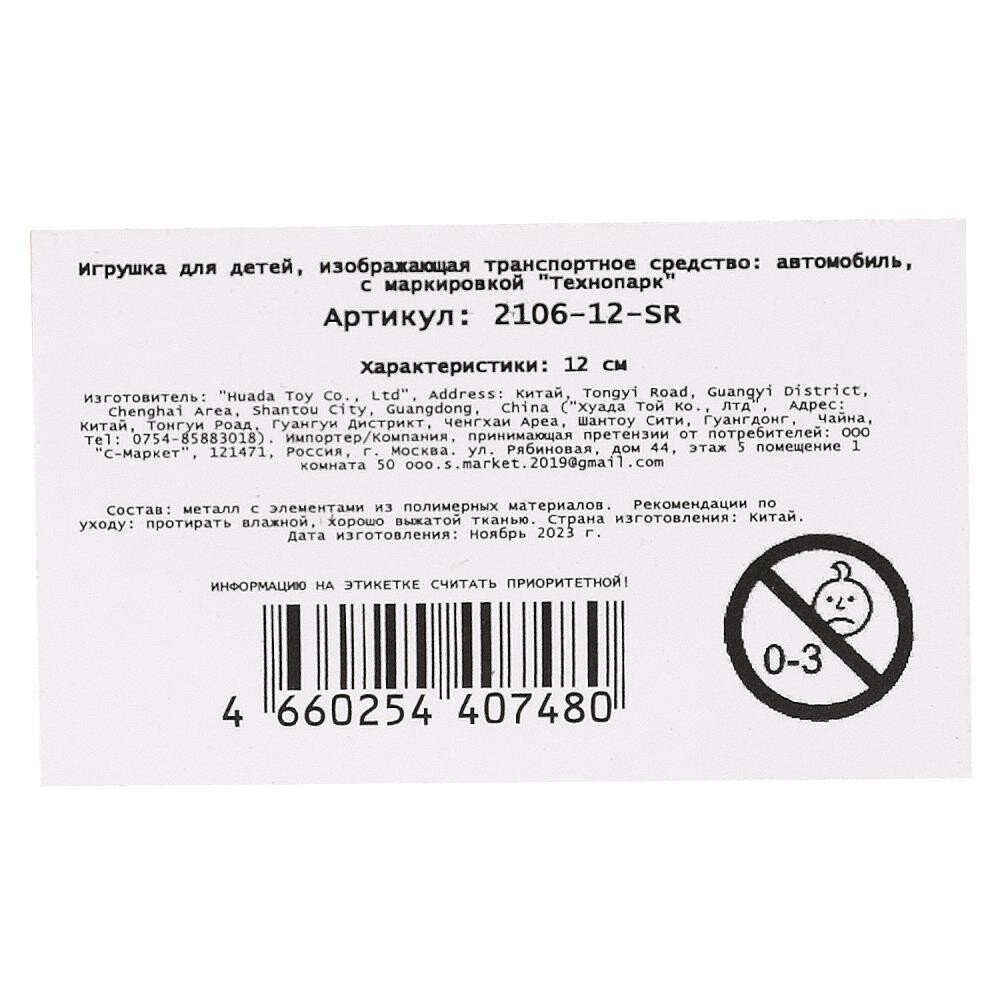 Игрушка для детей, изображающая транспортное средство: автомобиль,
с маркировкой "Технопарк"
Артикул: 2106-12-SR
Характеристики: 12 см
Изготовитель: "Huada Toy Co., Ltd", Address: Китай, Tongyi Road, Guangyi District,
Chenghai Area, Shantou City, Guangdong, China ("Хуада Той Ко., Лтд", Адрес:
Китай, Тонгуи Роад, Гуангуи Дистрикт, Ченгхаи Ареа, Шантоу Сити, Гуангдонг, Чайна,
Tel: 0754-85883018). Импортер/Компания, принимающая претензии от потребителей: ООО
"С-Маркет", 121471, Россия, г. Москва. ул. Рябиновая, дом 44, этаж 5 помещение 1
комната 50 ooo.s.market.2019@gmail.com
Состав: металл с элементами из полимерных материалов. Рекомендации по
уходу: протирать влажной, хорошо выжатой тканью. Страна изготовления: Китай.
Дата изготовления: Ноябрь 2023 г.
ИНФОРМАЦИЮ НА ЭТИКЕТКЕ СЧИТАТЬ ПРИОРИТЕТНОЙ!
0-3
4 660254 407480